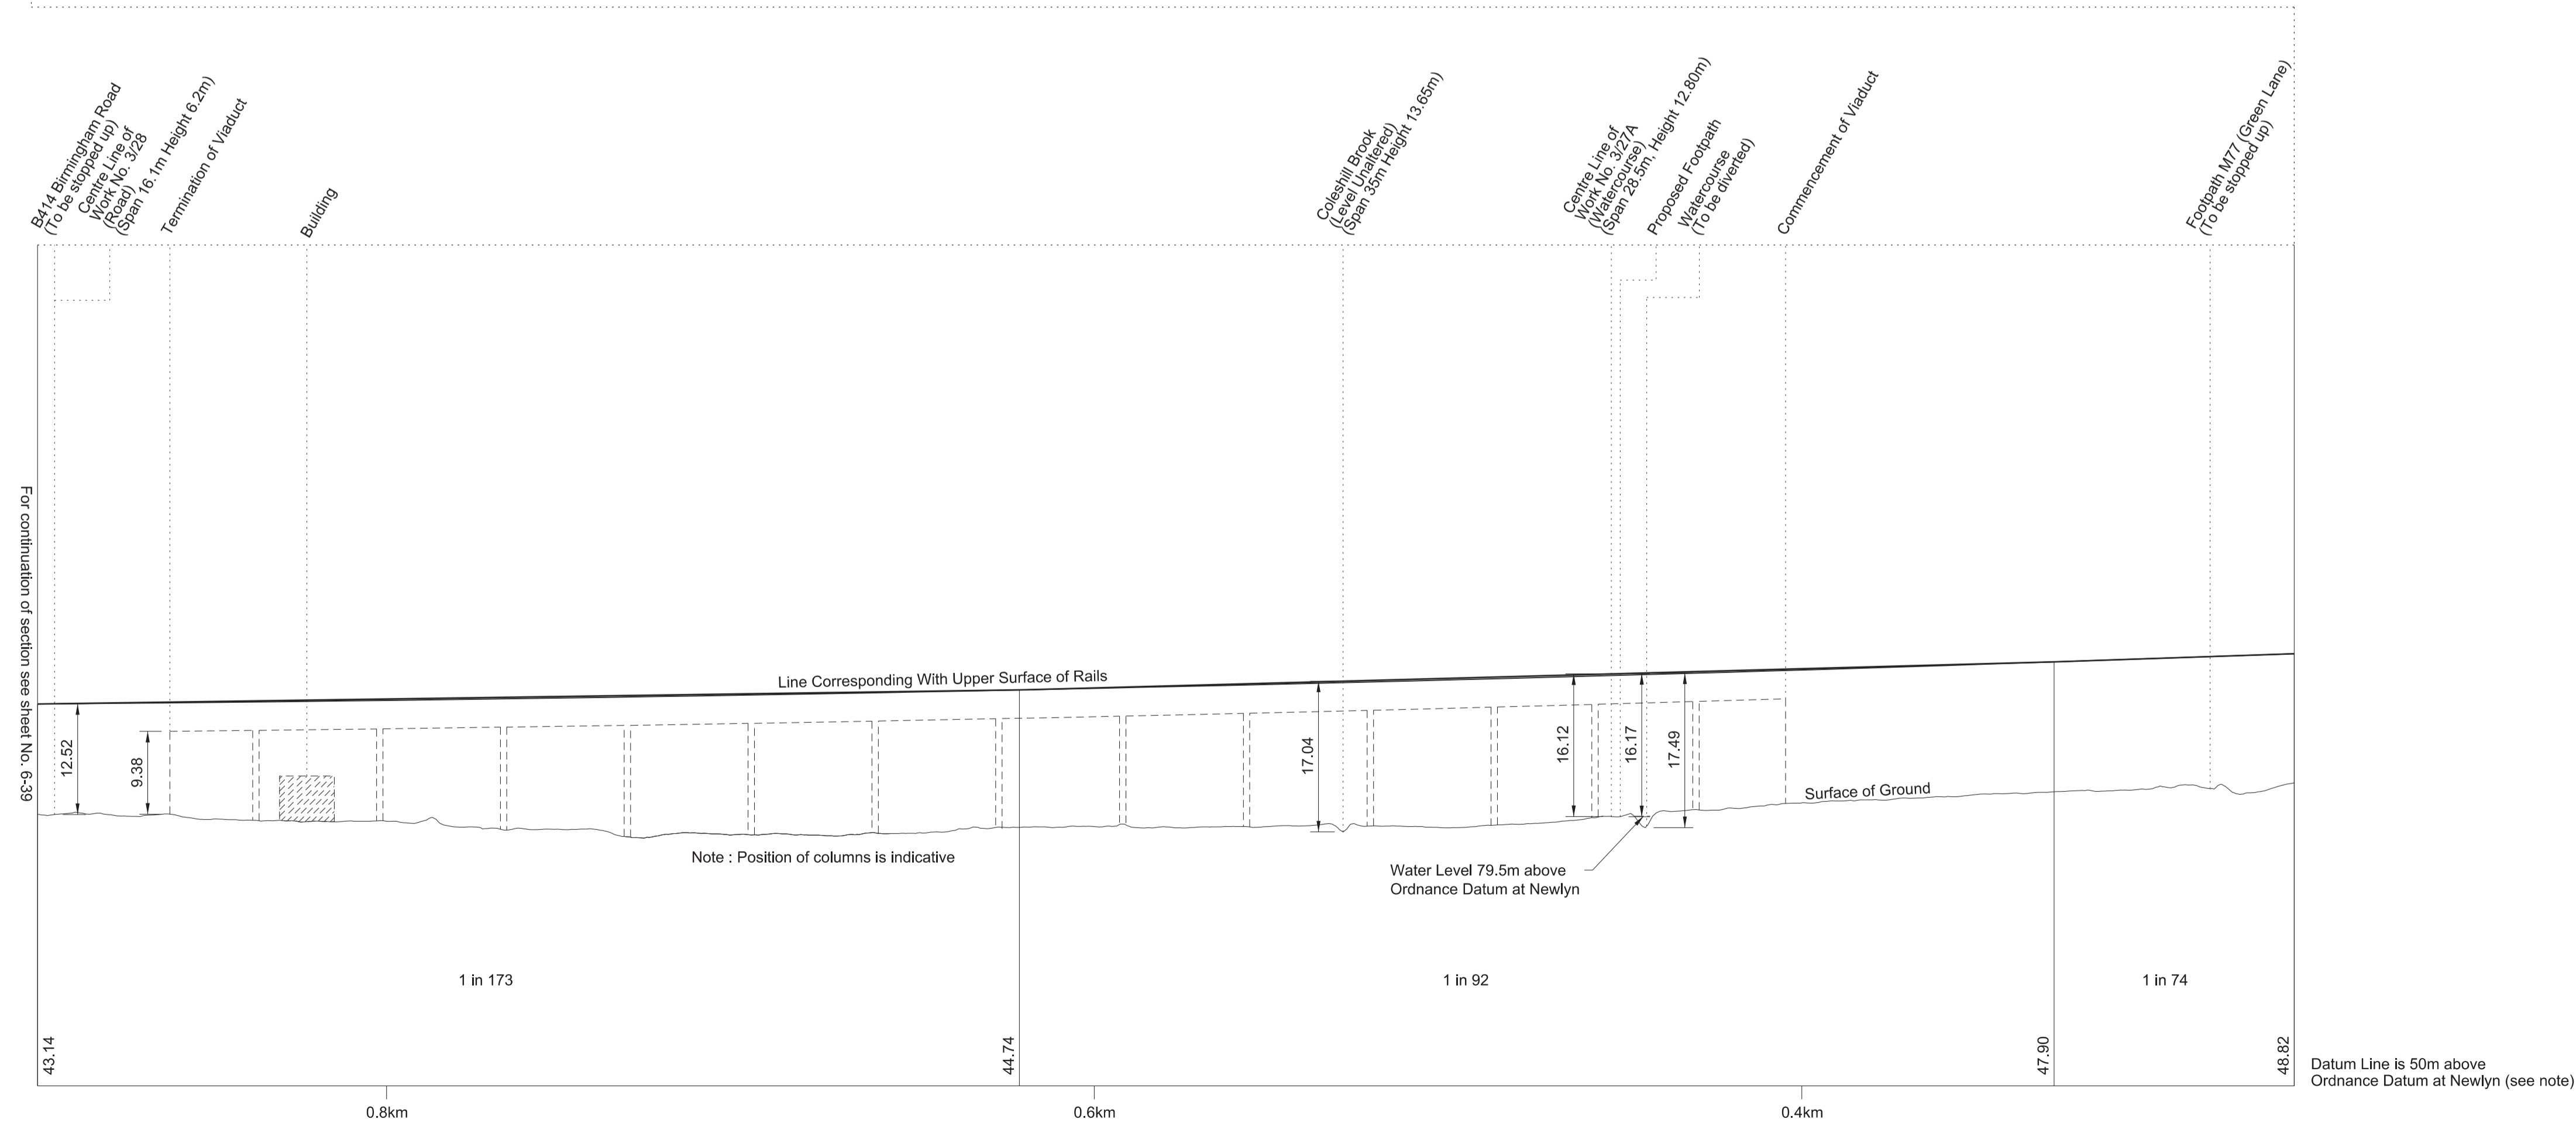 B414 Birmingham Road
(To be stopped up)
Centre Line of
Work No. 3/28
(Road)
(Span 16.1m Height 6.2m)
Termination of Viaduct
Building
Coleshill Brook
(Level Unaltered)
(Span 35m Height 13.65m)
Centre Line of
Work No. 3/27A
(Watercourse)
(Span 28.5m, Height 12.80m)
Proposed Footpath
Watercourse
(To be diverted)
Commencement of Viaduct
Footpath M77 (Green Lane)
(To be stopped up)
For continuation of section see sheet No. 6-39
Line Corresponding With Upper Surface of Rails
12.52
9.38
17.04
16.12
16.17
17.49
Surface of Ground
Note : Position of columns is indicative
Water Level 79.5m above
Ordnance Datum at Newlyn
1 in 173
1 in 92
1 in 74
43.14
44.74
47.90
48.82
Datum Line is 50m above
Ordnance Datum at Newlyn (see note)
0.8km
0.6km
0.4km